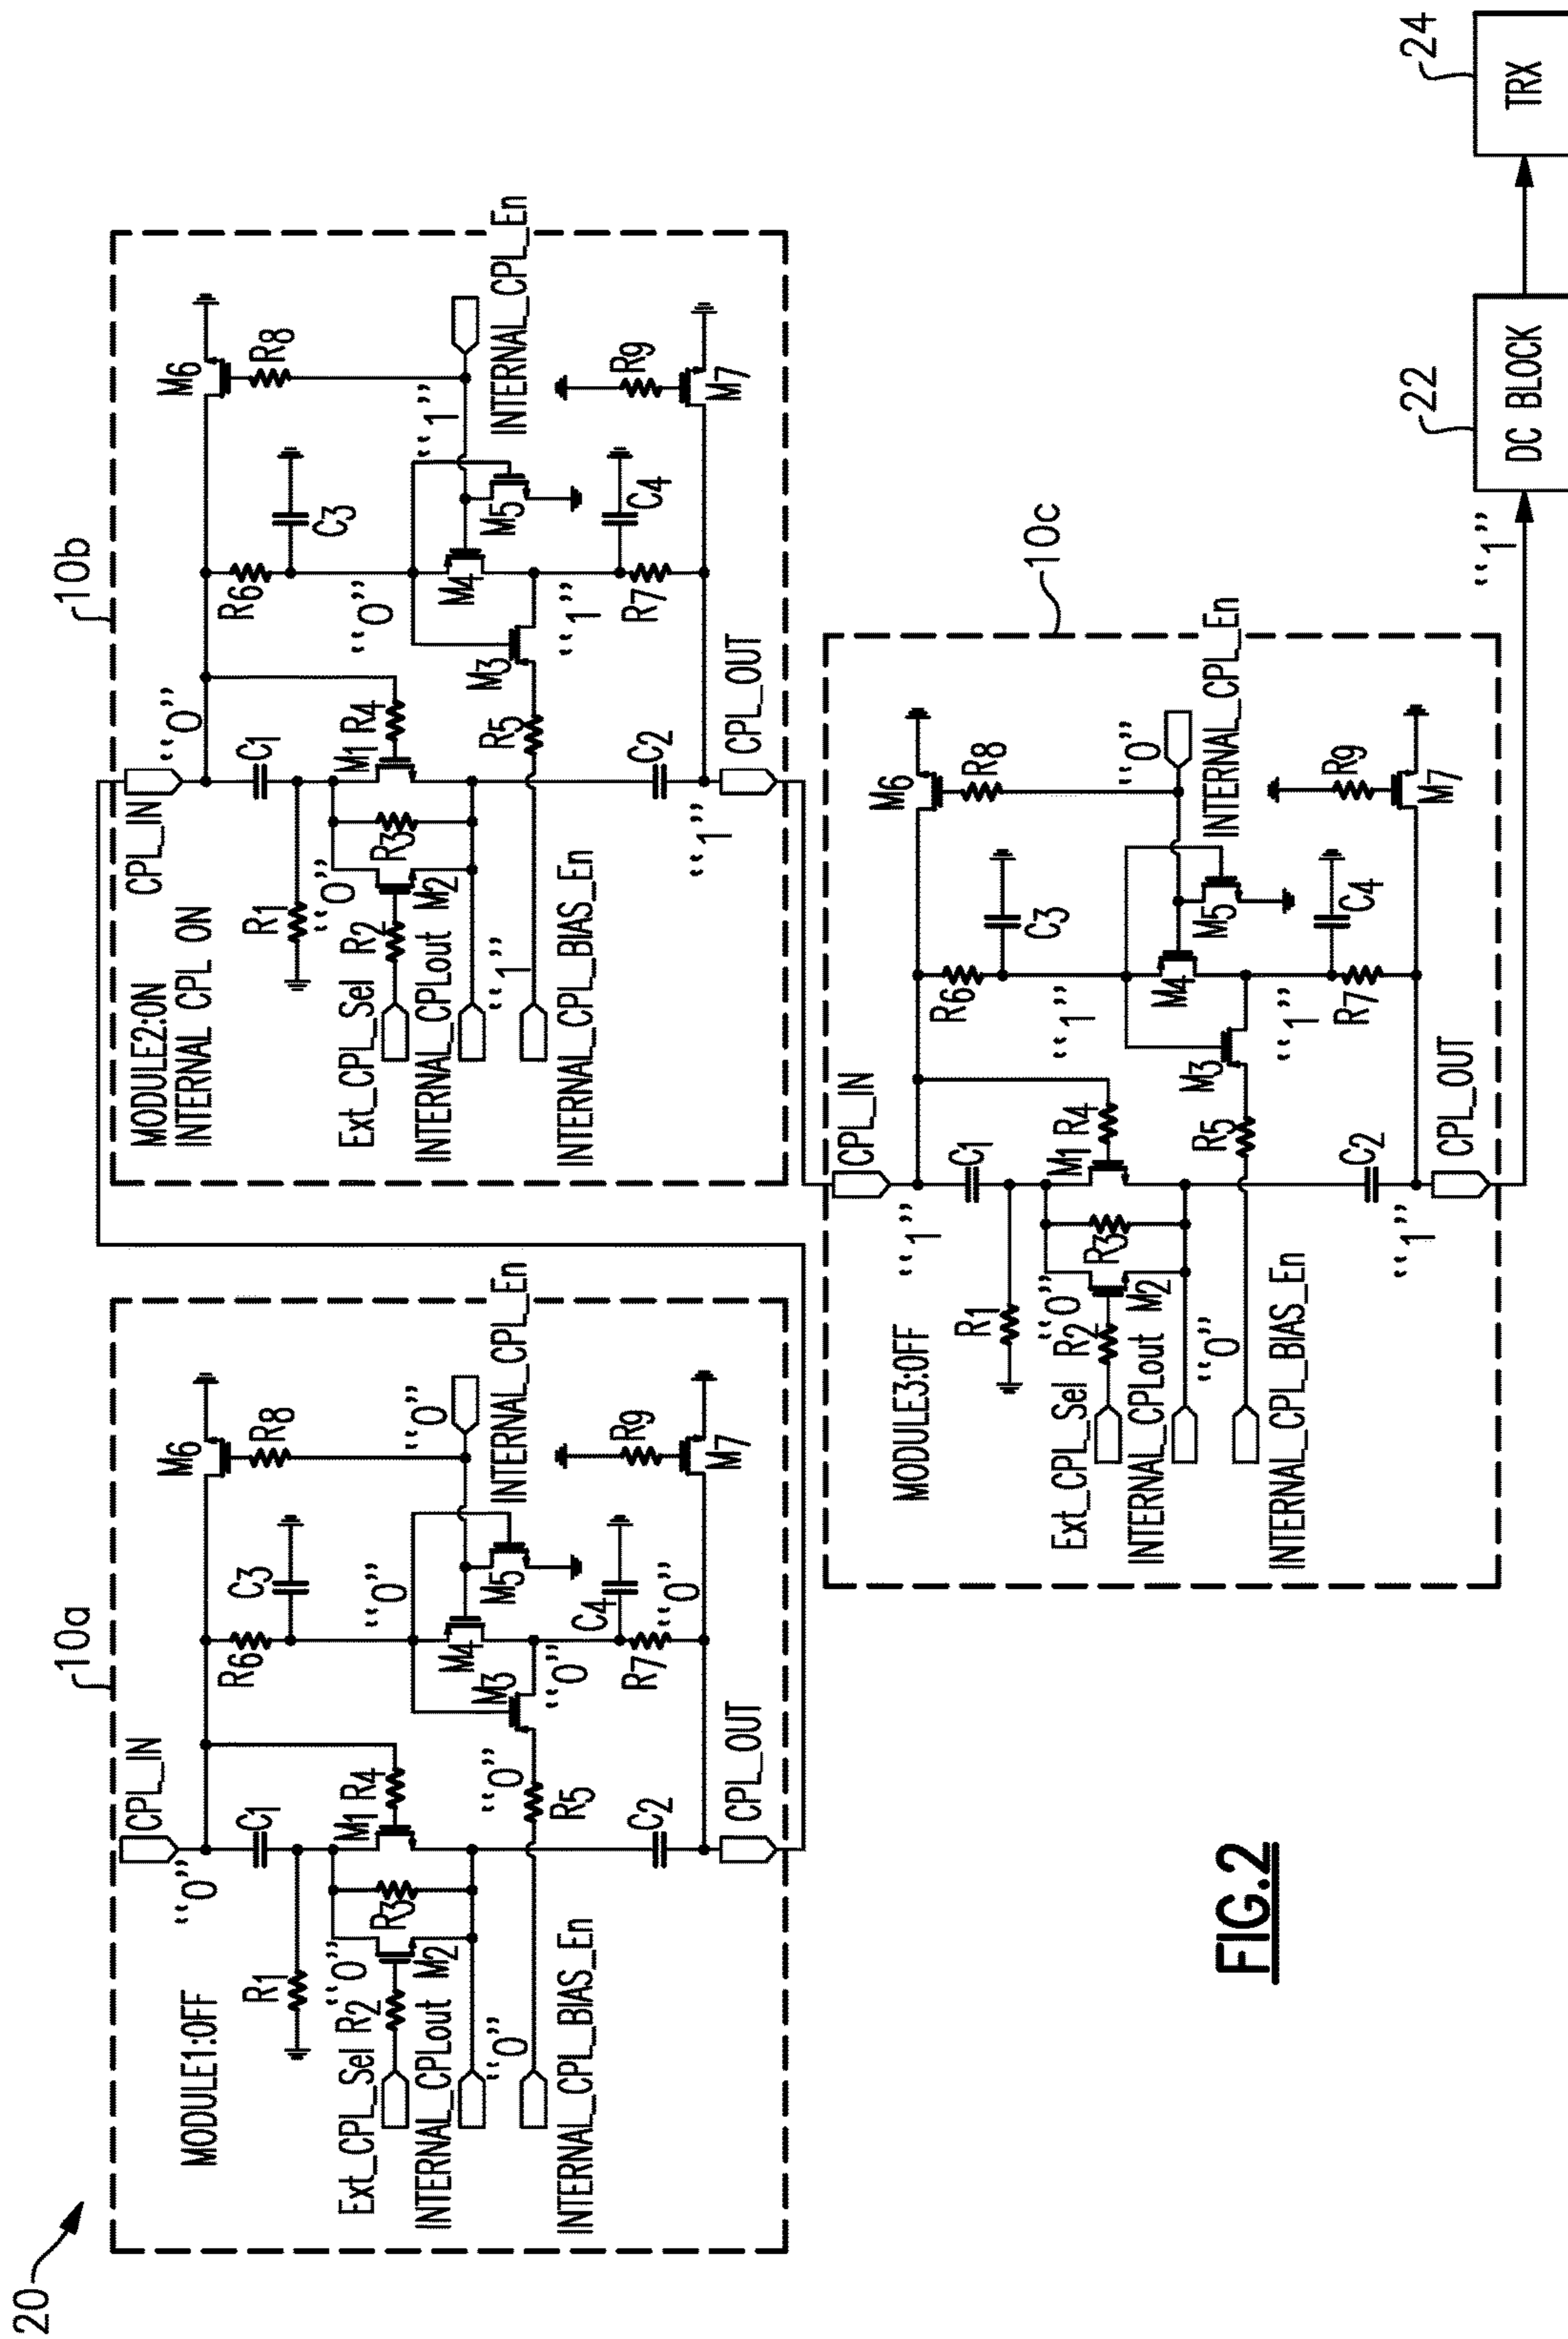 20
10a
MODULE1:OFF
CPL_IN
"0"
C1
R1
"0"
Ext_CPL_Sel
R2
M2
R3
M1
R4
INTERNAL_CPLout
"0"
INTERNAL_CPL_BIAS_En
R5
"0"
M3
"0"
C2
CPL_OUT
R6
C3
"0"
M4
M5
C4
R7
"0"
M6
R8
"0"
INTERNAL_CPL_En
R9
M7
10b
MODULE2:ON
INTERNAL CPL ON
CPL_IN
"0"
C1
R1
"0"
Ext_CPL_Sel
R2
M2
R3
M1
R4
INTERNAL_CPLout
"1"
INTERNAL_CPL_BIAS_En
R5
M3
"1"
C2
"1"
CPL_OUT
R6
C3
"0"
M4
M5
C4
R7
M6
R8
"1"
INTERNAL_CPL_En
R9
M7
10c
MODULE3:OFF
CPL_IN
"1"
C1
R1
"0"
Ext_CPL_Sel
R2
M2
R3
M1
R4
INTERNAL_CPLout
"0"
INTERNAL_CPL_BIAS_En
R5
M3
"1"
C2
"1"
CPL_OUT
R6
C3
"1"
M4
M5
C4
R7
M6
R8
"0"
INTERNAL_CPL_En
R9
M7
"1"
22
DC BLOCK
24
TRX
FIG.2